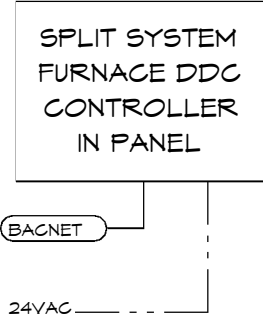 SPLIT SYSTEM
FURNACE DDC
CONTROLLER
IN PANEL
BACNET
24VAC